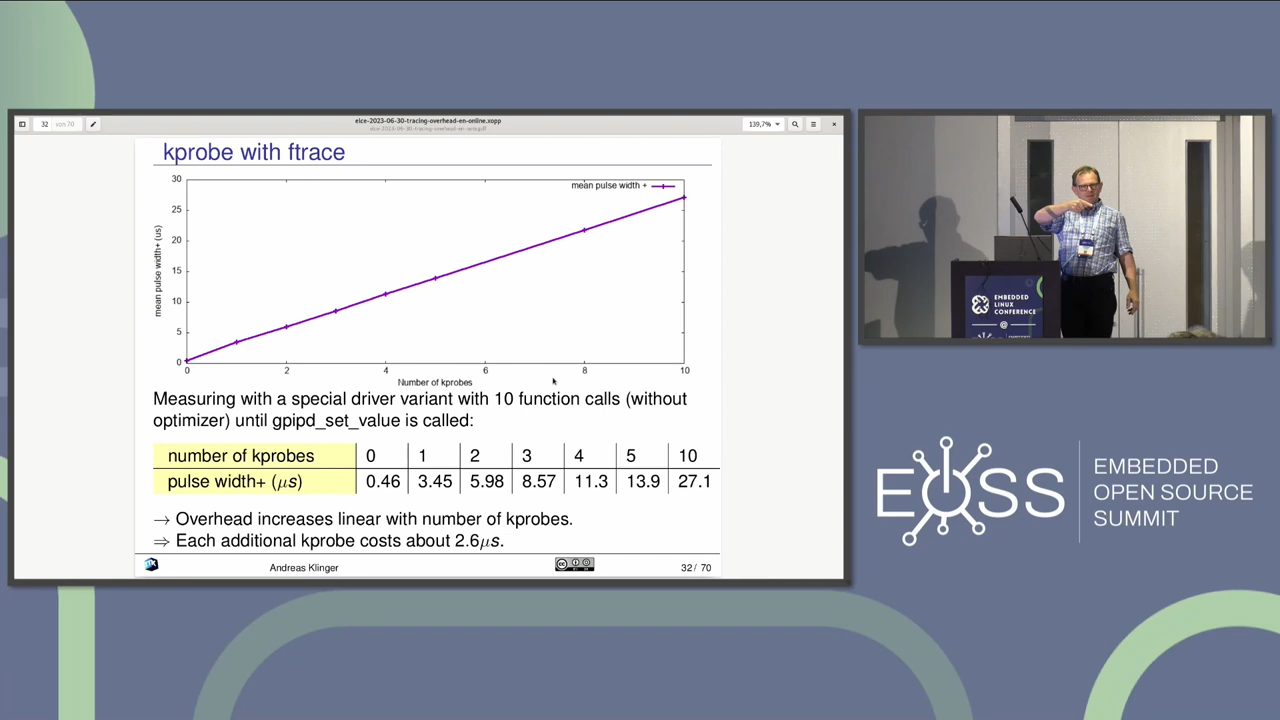 eice-2023-06-30-tracing-overhead-en-online.xopp
32 von 70
139,7%
kprobe with ftrace
mean pulse width +
mean pulse width+ (us)
30
25
20
15
10
5
0
0 2 4 6 8 10
Number of kprobes
Measuring with a special driver variant with 10 function calls (without
optimizer) until gpipd_set_value is called:
number of kprobes 0 1 2 3 4 5 10
pulse width+ (μs) 0.46 3.45 5.98 8.57 11.3 13.9 27.1
→ Overhead increases linear with number of kprobes.
⇒ Each additional kprobe costs about 2.6μs.
Andreas Klinger
32 / 70
EMBEDDED
LINUX
CONFERENCE
@
EOSS
EMBEDDED
OPEN SOURCE
SUMMIT